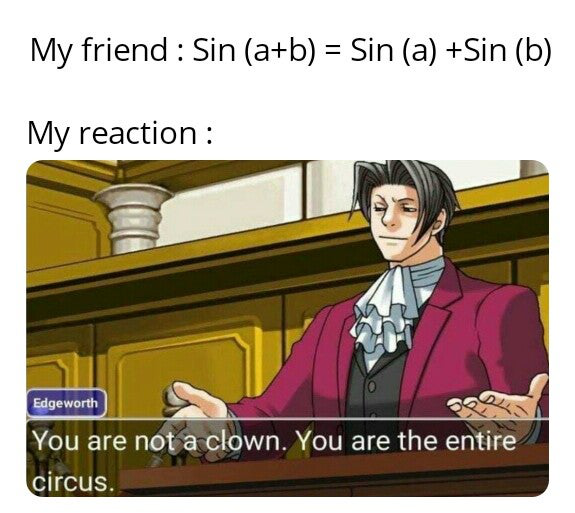 My friend : Sin (a+b) = Sin (a) +Sin (b)
My reaction :
Edgeworth
You are not a clown. You are the entire
circus.